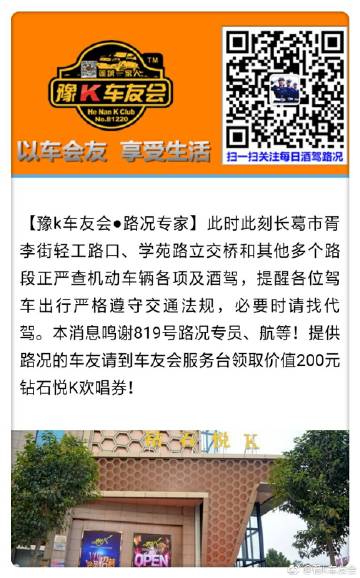 莲城一家人
TM
豫K车友会
He Nan K Club
No.81220
以车会友 享受生活
扫一扫关注每日酒驾路况
【豫k车友会●路况专家】此时此刻长葛市胥
李街轻工路口、学苑路立交桥和其他多个路
段正严查机动车辆各项及酒驾，提醒各位驾
车出行严格遵守交通法规，必要时请找代
驾。本消息鸣谢819号路况专员、航等！提供
路况的车友请到车友会服务台领取价值200元
钻石悦K欢唱券！
钻石悦K
OPEN